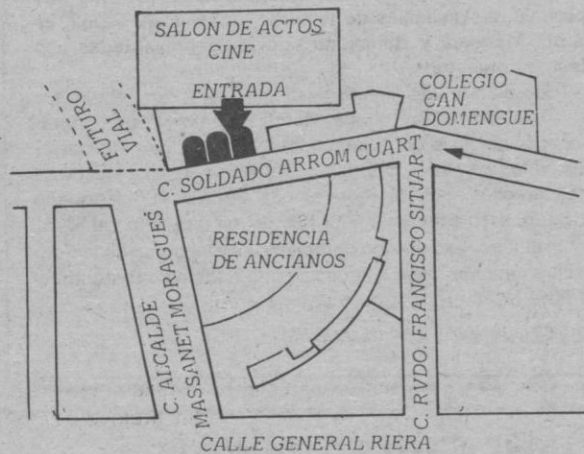 SALON DE ACTOS
CINE
ENTRADA
FUTURO
VIAL
COLEGIO
CAN
DOMENGUE
C. SOLDADO ARROM CUART
RESIDENCIA
DE ANCIANOS
C. ALCALDE
MASSANET MORAGUEŚ
C. RVDO. FRANCISCO SITJAR
CALLE GENERAL RIERA